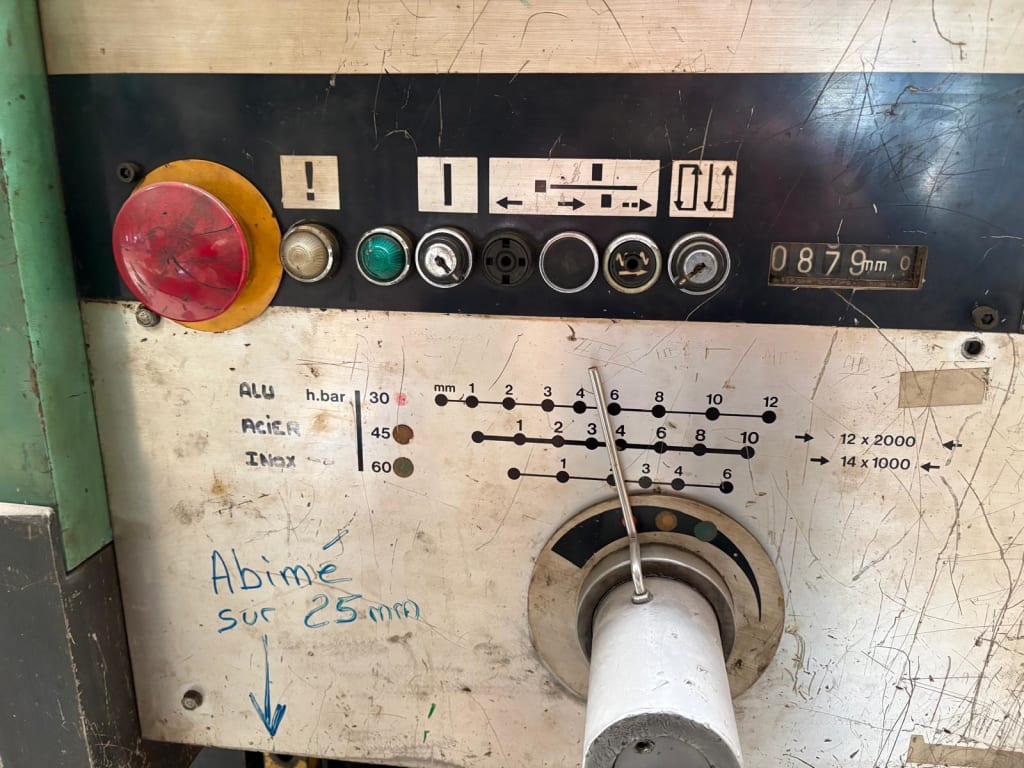 !
0879mm,0
ALU h.bar 30 mm 1 2 3 4 6 8 10 12
ACIER 45 1 2 3 4 6 8 10 12 x 2000
INOX 60 1 3 4 6 14 x 1000
Abimé
sur 25mm